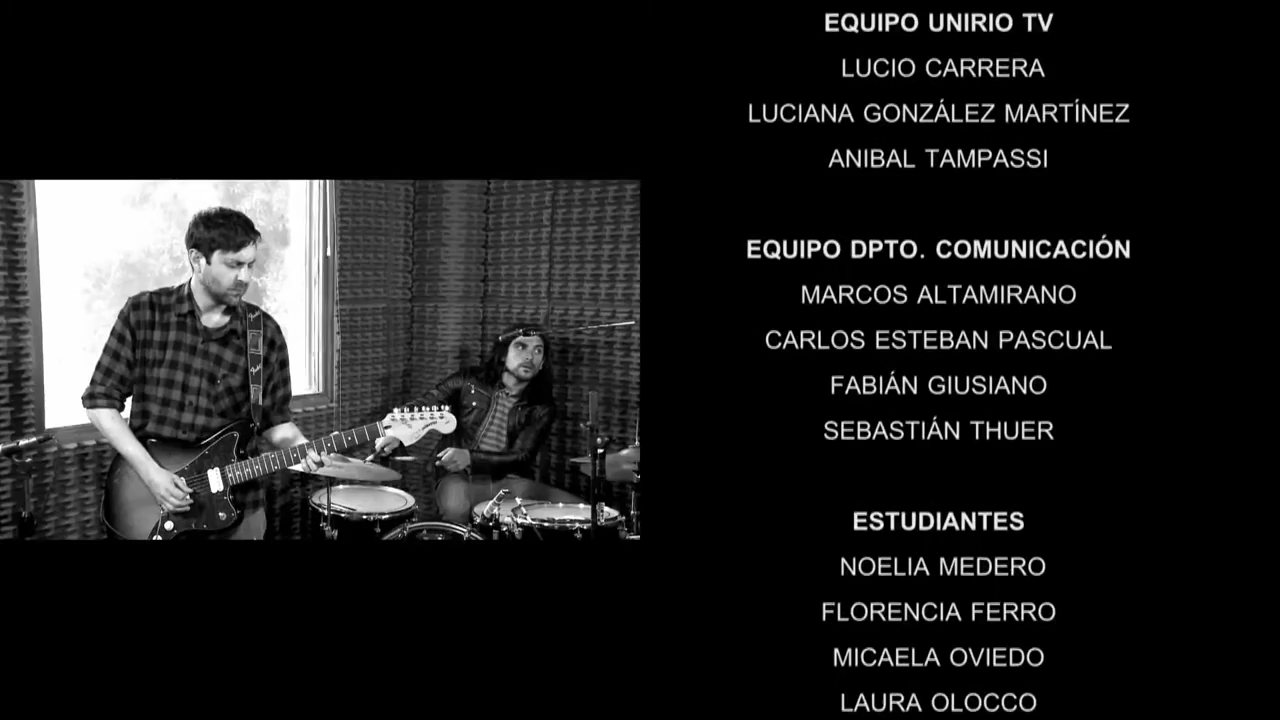 EQUIPO UNIRIO TV
LUCIO CARRERA
LUCIANA GONZÁLEZ MARTÍNEZ
ANIBAL TAMPASSI
EQUIPO DPTO. COMUNICACIÓN
MARCOS ALTAMIRANO
CARLOS ESTEBAN PASCUAL
FABIÁN GIUSIANO
SEBASTIÁN THUER
ESTUDIANTES
NOELIA MEDERO
FLORENCIA FERRO
MICAELA OVIEDO
LAURA OLOCCO